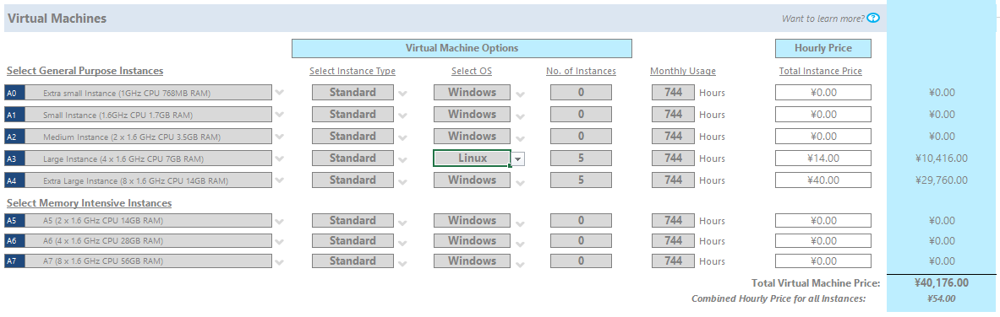 Virtual Machines Want to learn more? ?
Virtual Machine Options Hourly Price
Select General Purpose Instances Select Instance Type Select OS No. of Instances Monthly Usage Total Instance Price
A0 Extra small Instance (1GHz CPU 768MB RAM) Standard Windows 0 744 Hours ¥0.00 ¥0.00
A1 Small Instance (1.6GHz CPU 1.7GB RAM) Standard Windows 0 744 Hours ¥0.00 ¥0.00
A2 Medium Instance (2 x 1.6 GHz CPU 3.5GB RAM) Standard Windows 0 744 Hours ¥0.00 ¥0.00
A3 Large Instance (4 x 1.6 GHz CPU 7GB RAM) Standard Linux 5 744 Hours ¥14.00 ¥10,416.00
A4 Extra Large Instance (8 x 1.6 GHz CPU 14GB RAM) Standard Windows 5 744 Hours ¥40.00 ¥29,760.00
Select Memory Intensive Instances
A5 A5 (2 x 1.6 GHz CPU 14GB RAM) Standard Windows 0 744 Hours ¥0.00 ¥0.00
A6 A6 (4 x 1.6 GHz CPU 28GB RAM) Standard Windows 0 744 Hours ¥0.00 ¥0.00
A7 A7 (8 x 1.6 GHz CPU 56GB RAM) Standard Windows 0 744 Hours ¥0.00 ¥0.00
Total Virtual Machine Price: ¥40,176.00
Combined Hourly Price for all Instances: ¥54.00